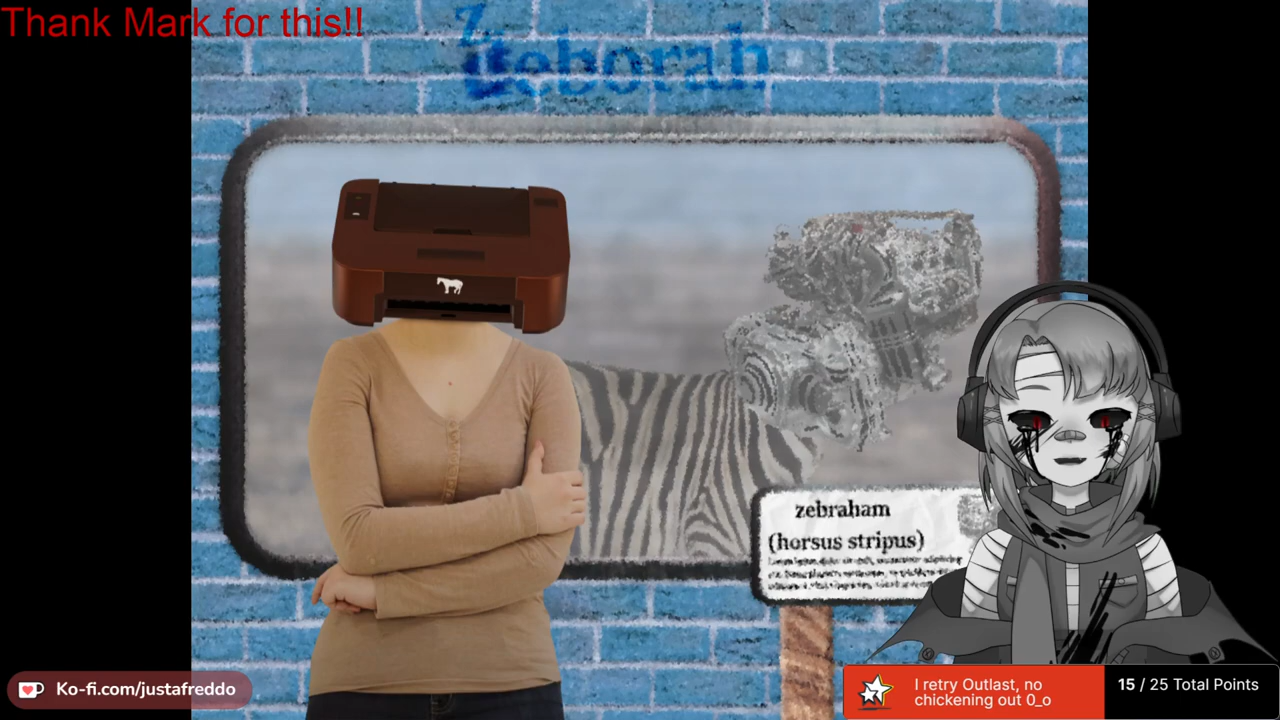 Thank Mark for this!!
Zeborah
zebraham
(horsus stripus)
Ko-fi.com/justafreddo
I retry Outlast, no
chickening out 0_o
15 / 25 Total Points